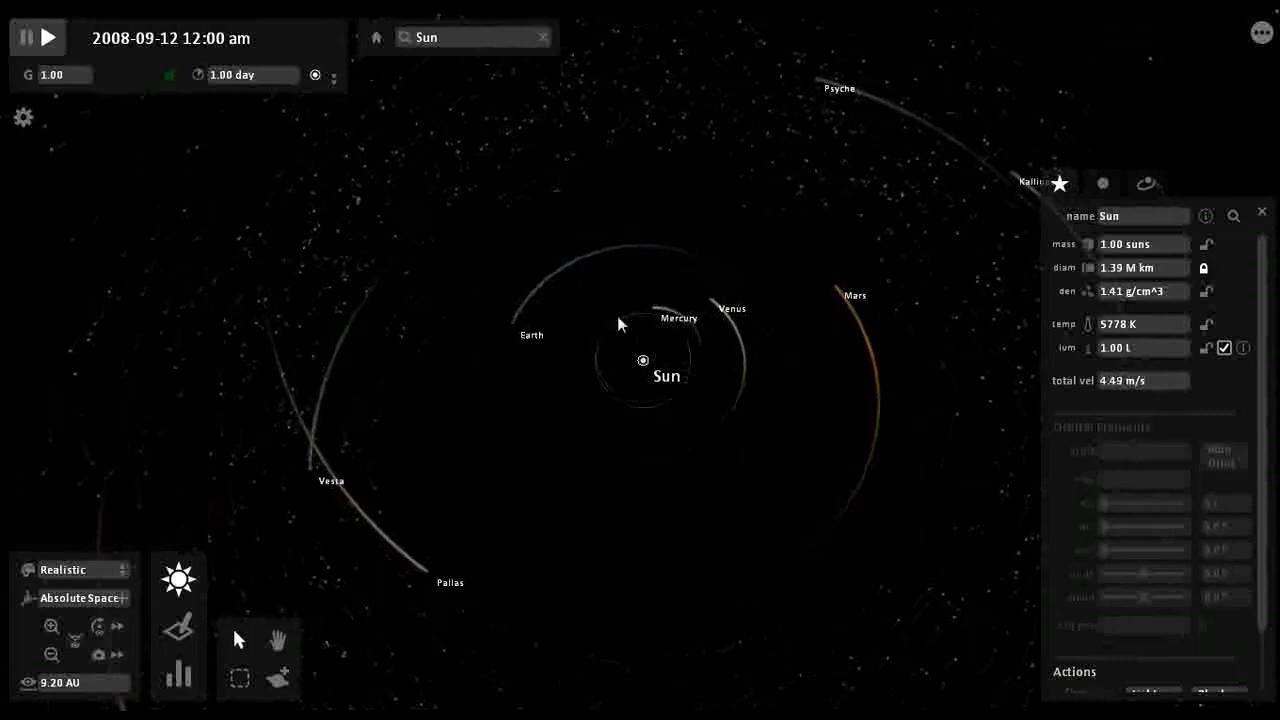 2008-09-12 12:00 am
Sun
G 1.00
1.00 day
Psyche
name Sun
mass 1.00 suns
diam 1.39 M km
den 1.41 g/cm^3
temp 5778 K
lum 1.00 L
total vel 4.49 m/s
Mars
Venus
Mercury
Earth
Sun
Vesta
Pallas
Realistic
Absolute Space
9.20 AU
Actions